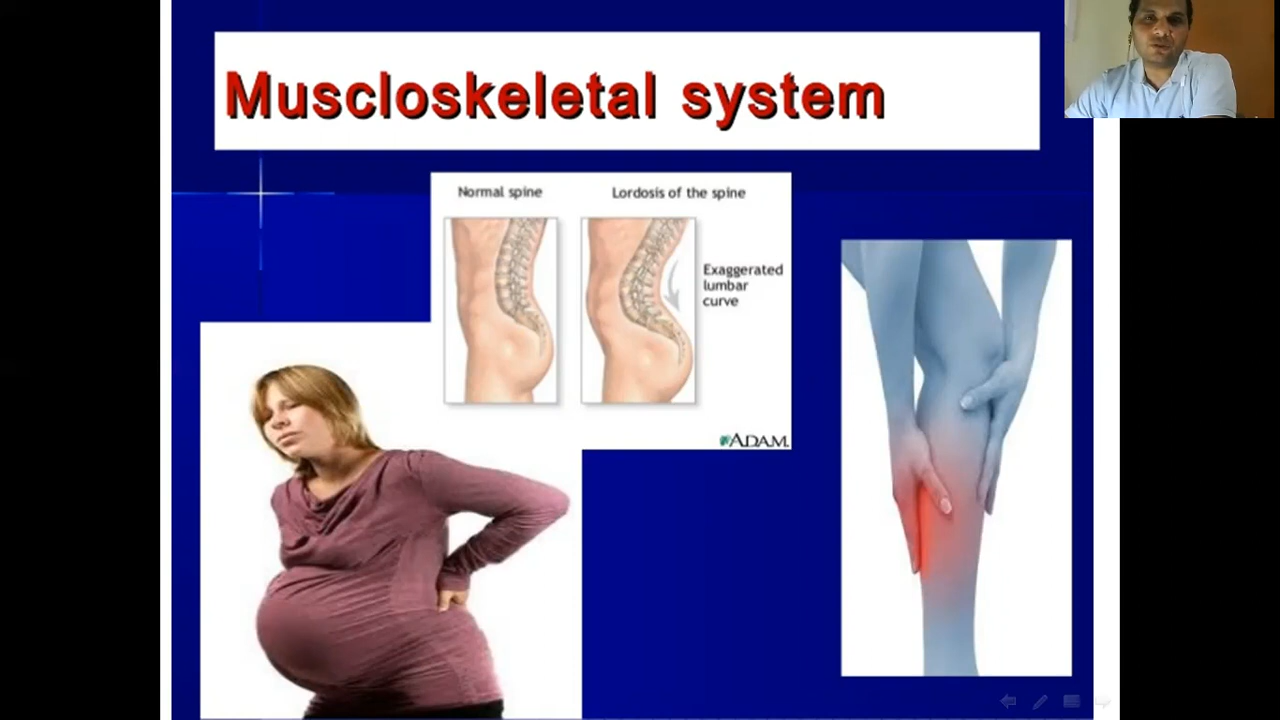 Muscloskeletal system
Normal spine
Lordosis of the spine
Exaggerated
lumbar
curve
ADAM.